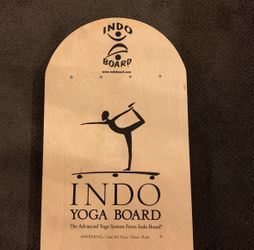 INDO
BOARD
www.indoboard.com
INDO
YOGA BOARD
The Advanced Yoga System From Indo Board®
WARNING: Use At Your Own Risk